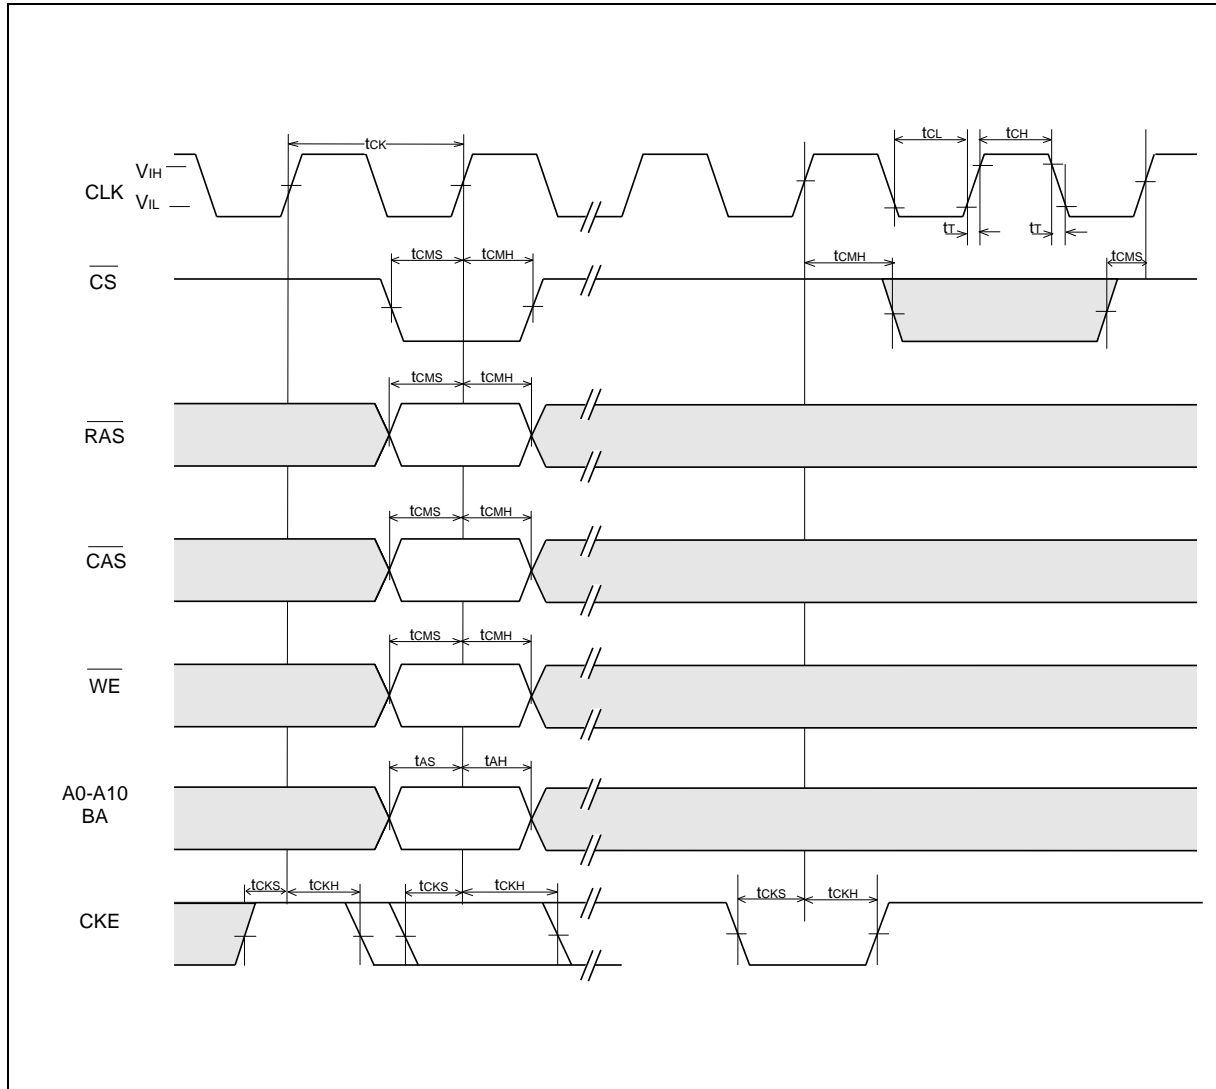 tCL tCH
tCK
VIH
CLK
VIL
tT tT
tCMS tCMH tCMH tCMS
CS
tCMS tCMH
RAS
tCMS tCMH
CAS
tCMS tCMH
WE
tAS tAH
A0-A10
BA
tCKS tCKH tCKS tCKH tCKS tCKH
CKE